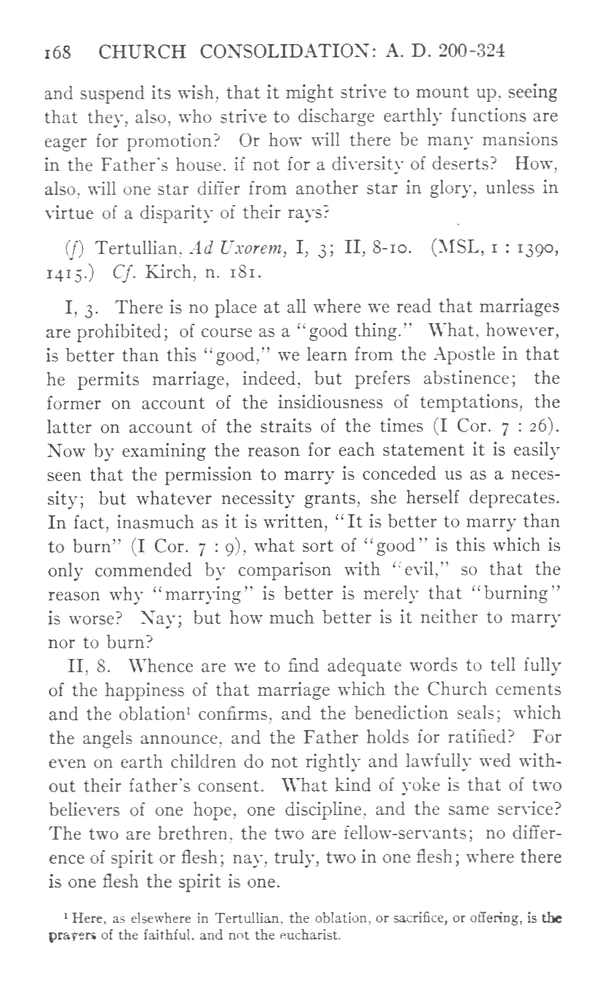 168 CHURCH CONSOLIDATION: A. D. 200-324
and suspend its wish, that it might strive to mount up, seeing
that they, also, who strive to discharge earthly functions are
eager for promotion? Or how will there be many mansions
in the Father's house, if not for a diversity of deserts? How,
also, will one star differ from another star in glory, unless in
virtue of a disparity of their rays?
(f) Tertullian, Ad Uxorem, I, 3; II, 8-10. (MSL, 1 : 1390,
1415.) Cf. Kirch, n. 181.
I, 3. There is no place at all where we read that marriages
are prohibited; of course as a “good thing.” What, however,
is better than this “good,” we learn from the Apostle in that
he permits marriage, indeed, but prefers abstinence; the
former on account of the insidiousness of temptations, the
latter on account of the straits of the times (I Cor. 7 : 26).
Now by examining the reason for each statement it is easily
seen that the permission to marry is conceded us as a neces-
sity; but whatever necessity grants, she herself deprecates.
In fact, inasmuch as it is written, “It is better to marry than
to burn” (I Cor. 7 : 9), what sort of “good” is this which is
only commended by comparison with “evil,” so that the
reason why “marrying” is better is merely that “burning”
is worse? Nay; but how much better is it neither to marry
nor to burn?
II, 8. Whence are we to find adequate words to tell fully
of the happiness of that marriage which the Church cements
and the oblation¹ confirms, and the benediction seals; which
the angels announce, and the Father holds for ratified? For
even on earth children do not rightly and lawfully wed with-
out their father's consent. What kind of yoke is that of two
believers of one hope, one discipline, and the same service?
The two are brethren, the two are fellow-servants; no differ-
ence of spirit or flesh; nay, truly, two in one flesh; where there
is one flesh the spirit is one.
¹ Here, as elsewhere in Tertullian, the oblation, or sacrifice, or offering, is the
prayers of the faithful, and not the eucharist.